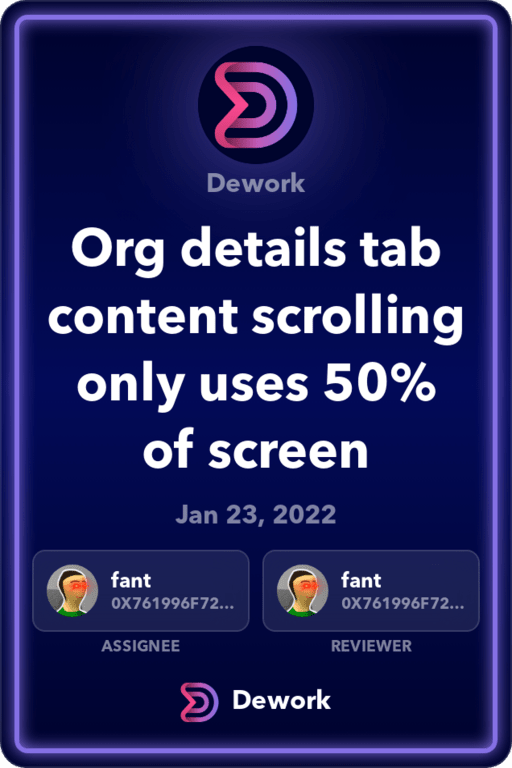 Dework
Org details tab
content scrolling
only uses 50%
of screen
Jan 23, 2022
fant
0X761996F72...
ASSIGNEE
fant
0X761996F72...
REVIEWER
Dework